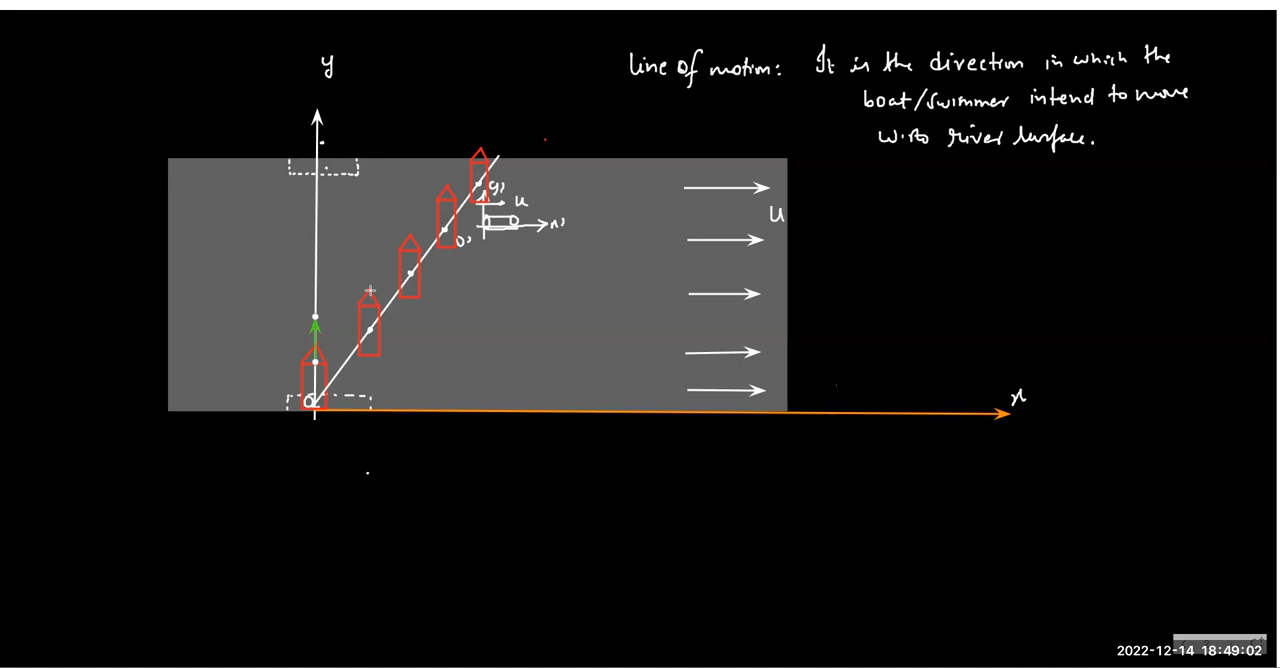 y
line of motion: It is the direction in which the
boat/swimmer intend to move
w.r.to river surface.
y'
u
x'
o'
U
O
x
2022-12-14 18:49:02